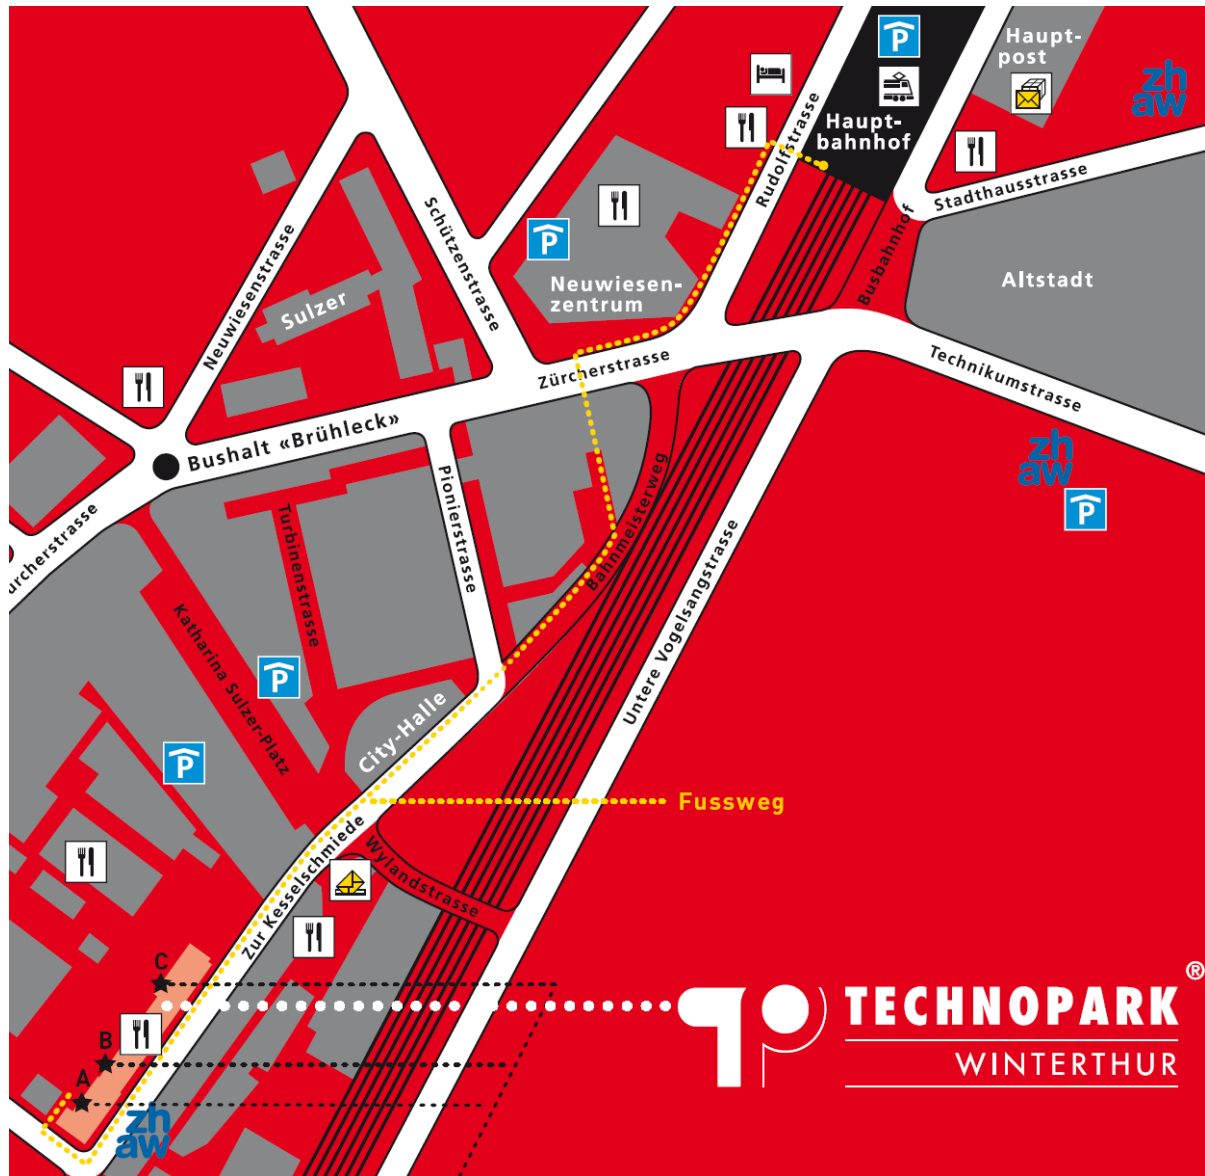 Haupt-
post
zh
aw
P
Haupt-
bahnhof
Rudolfstrasse
Stadthausstrasse
Busbahnhof
Altstadt
P
Neuwiesen-
zentrum
Schützenstrasse
Neuwiesenstrasse
Sulzer
Zürcherstrasse
Technikumstrasse
Bushalt «Brühleck»
zh
aw
P
Pionierstrasse
Bahnmeisterweg
Turbinenstrasse
Untere Vogelsangstrasse
Katharina Sulzer-Platz
P
P
City-Halle
Fussweg
Zur Kesselschmiede
Wylandstrasse
C
B
A
zh
aw
TECHNOPARK®
WINTERTHUR